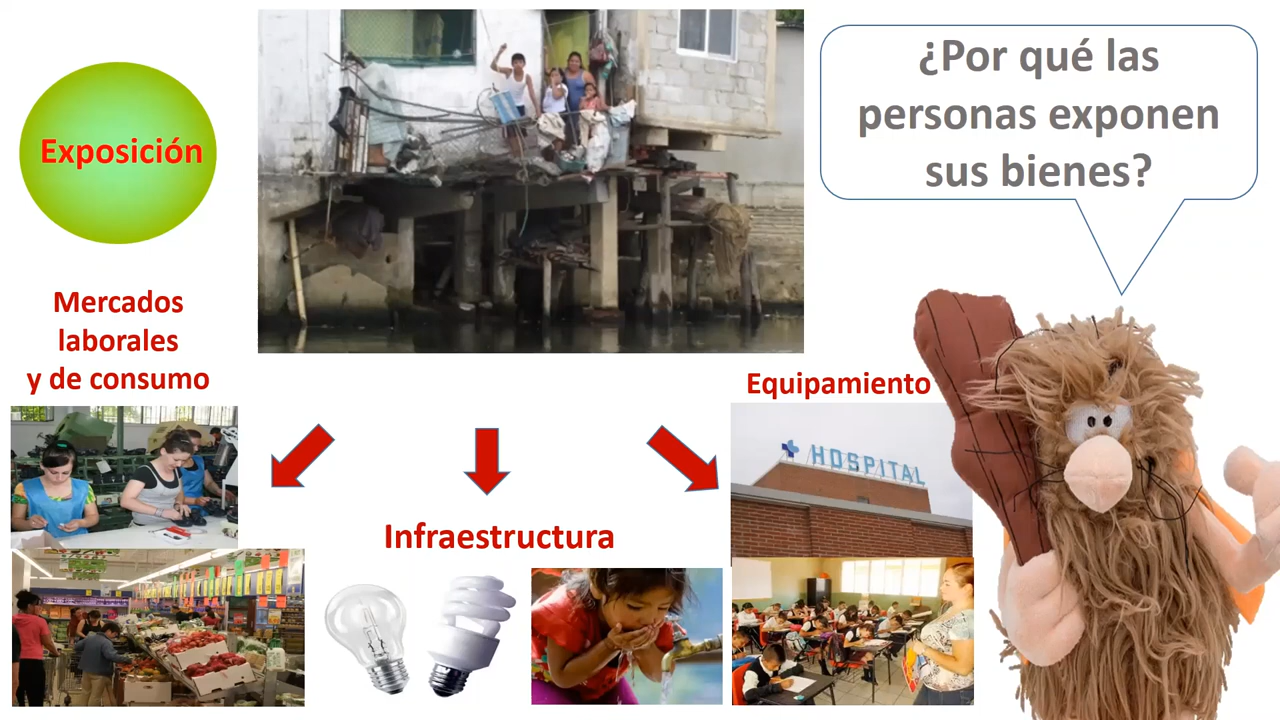 Exposición
¿Por qué las
personas exponen
sus bienes?
Mercados
laborales
y de consumo
Equipamiento
HOSPITAL
Infraestructura